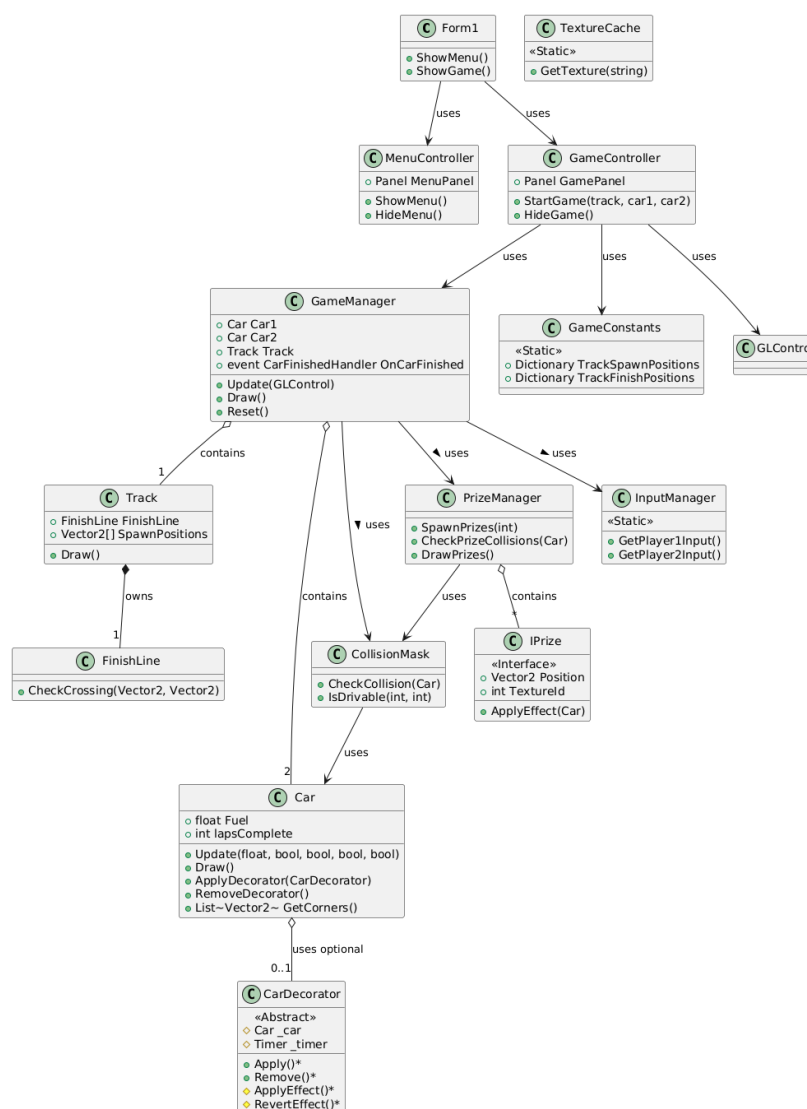 C Form1
ShowMenu()
ShowGame()
C TextureCache
«Static»
GetTexture(string)
uses
uses
C MenuController
Panel MenuPanel
ShowMenu()
HideMenu()
C GameController
Panel GamePanel
StartGame(track, car1, car2)
HideGame()
uses
uses
uses
C GameManager
Car Car1
Car Car2
Track Track
event CarFinishedHandler OnCarFinished
Update(GLControl)
Draw()
Reset()
C GameConstants
«Static»
Dictionary TrackSpawnPositions
Dictionary TrackFinishPositions
C GLContro
contains
1
uses
uses
uses
contains
C Track
FinishLine FinishLine
Vector2[] SpawnPositions
Draw()
C PrizeManager
SpawnPrizes(int)
CheckPrizeCollisions(Car)
DrawPrizes()
C InputManager
«Static»
GetPlayer1Input()
GetPlayer2Input()
owns
1
uses
contains
*
C FinishLine
CheckCrossing(Vector2, Vector2)
C CollisionMask
CheckCollision(Car)
IsDrivable(int, int)
C IPrize
«Interface»
Vector2 Position
int TextureId
ApplyEffect(Car)
uses
2
C Car
float Fuel
int lapsComplete
Update(float, bool, bool, bool, bool)
Draw()
ApplyDecorator(CarDecorator)
RemoveDecorator()
List~Vector2~ GetCorners()
uses optional
0..1
C CarDecorator
«Abstract»
Car _car
Timer _timer
Apply()*
Remove()*
ApplyEffect()*
RevertEffect()*